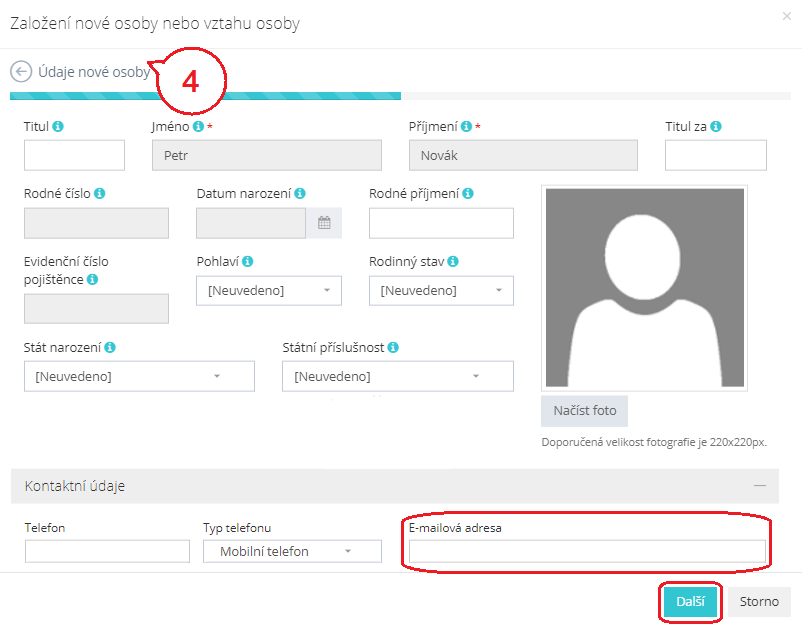 Založení nové osoby nebo vztahu osoby
×
Údaje nové osoby
4
Titul
Jméno *
Příjmení *
Titul za
Petr
Novák
Rodné číslo
Datum narození
Rodné příjmení
Evidenční číslo
pojištěnce
Pohlaví
Rodinný stav
[Neuvedeno]
[Neuvedeno]
Stát narození
Státní příslušnost
[Neuvedeno]
[Neuvedeno]
Načíst foto
Doporučená velikost fotografie je 220x220px.
Kontaktní údaje
Telefon
Typ telefonu
E-mailová adresa
Mobilní telefon
Další
Storno